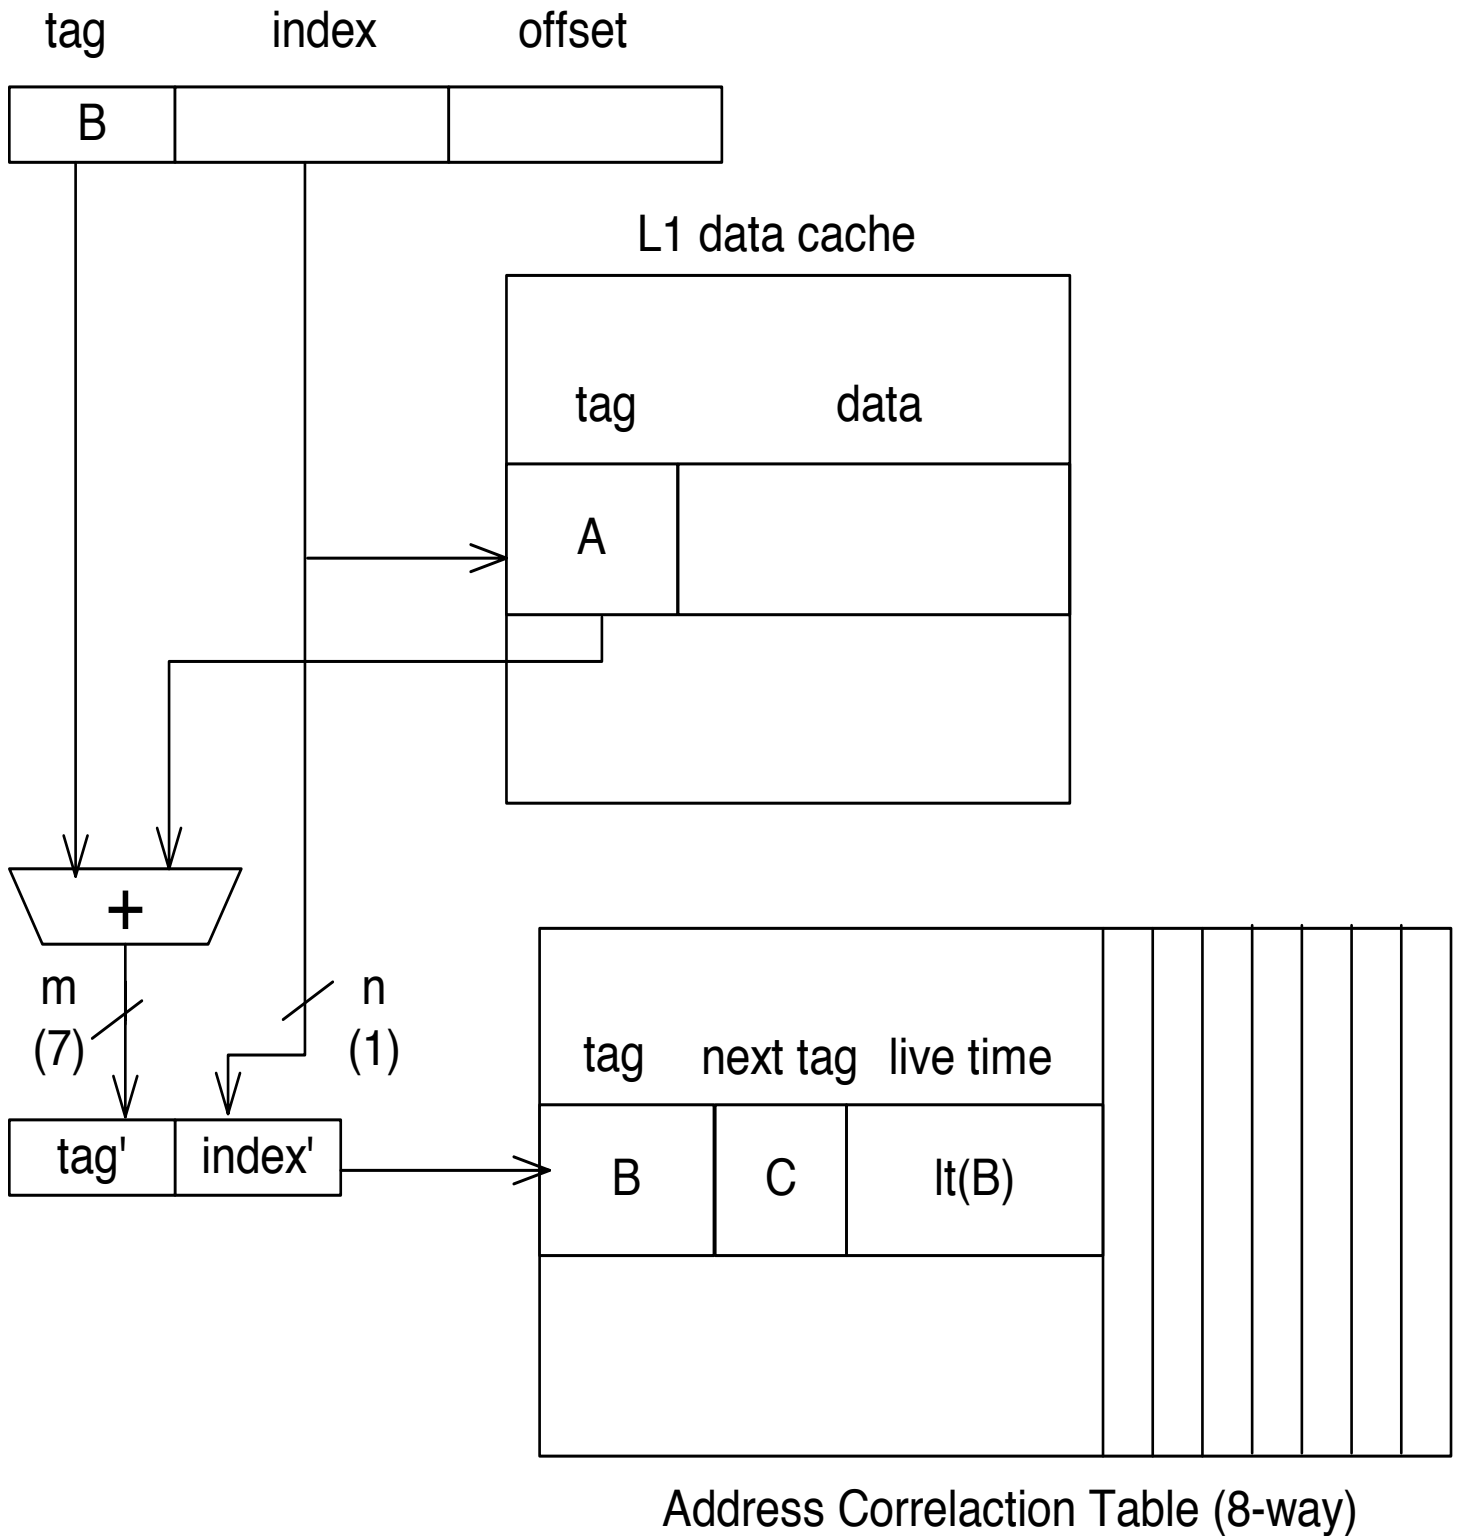 tag index offset
B
L1 data cache
tag data
A
+
m n
(7) (1)
tag next tag live time
tag' index' B C lt(B)
Address Correlaction Table (8-way)